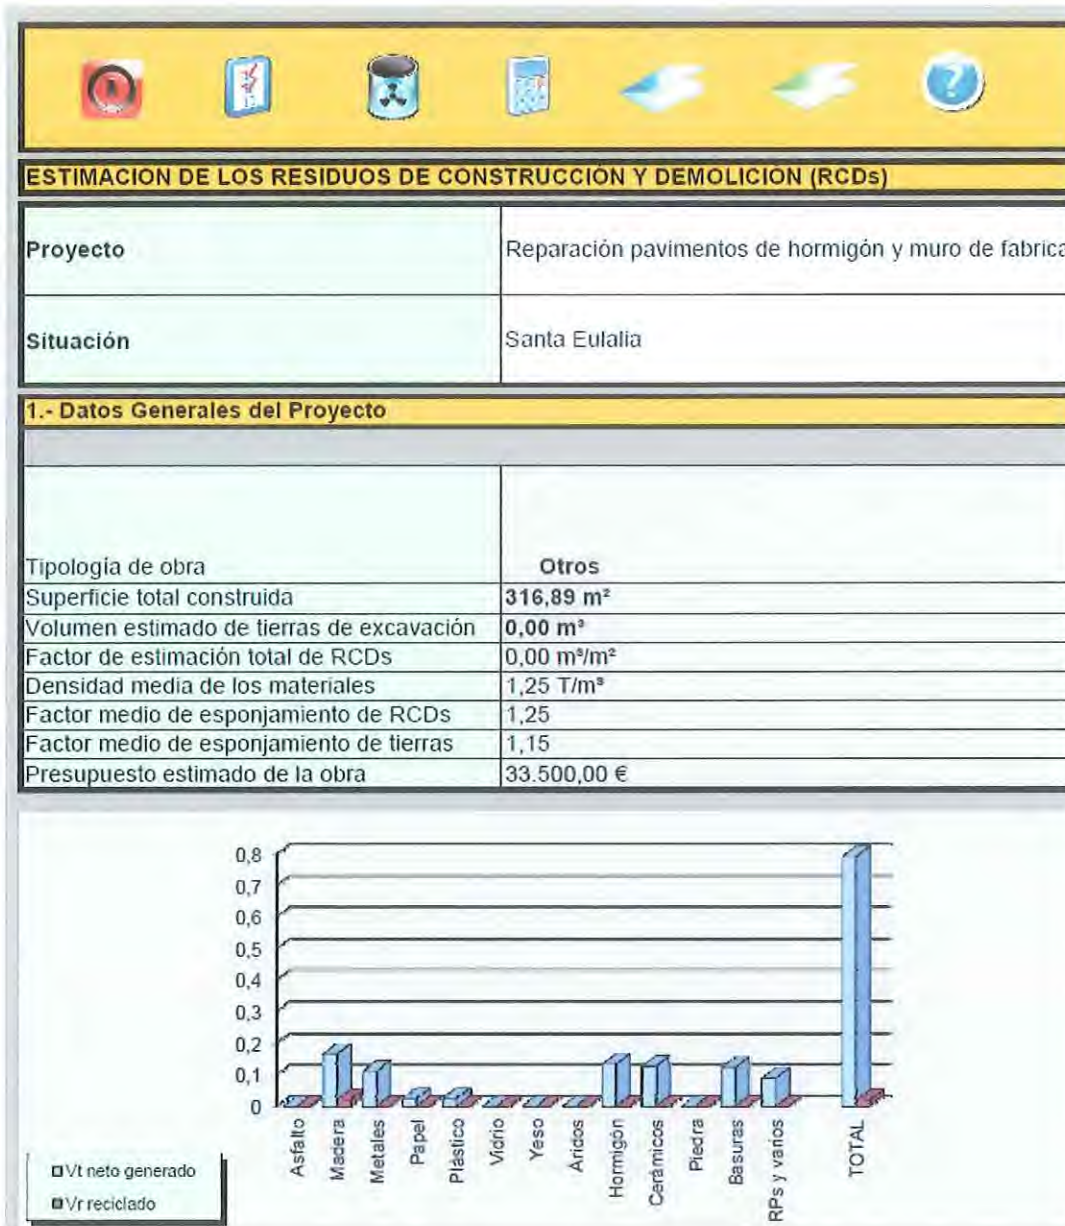 ESTIMACION DE LOS RESIDUOS DE CONSTRUCCIÓN Y DEMOLICIÓN (RCDs)
Proyecto Reparación pavimentos de hormigón y muro de fabrica
Situación Santa Eulalia
1.- Datos Generales del Proyecto
Tipología de obra Otros
Superficie total construida 316,89 m²
Volumen estimado de tierras de excavación 0,00 m³
Factor de estimación total de RCDs 0,00 m³/m²
Densidad media de los materiales 1,25 T/m³
Factor medio de esponjamiento de RCDs 1,25
Factor medio de esponjamiento de tierras 1,15
Presupuesto estimado de la obra 33.500,00 €
0,8
0,7
0,6
0,5
0,4
0,3
0,2
0,1
0
Asfalto
Madera
Metales
Papel
Plástico
Vidrio
Yeso
Áridos
Hormigón
Cerámicos
Piedra
Basuras
RPs y varios
TOTAL
Vt neto generado
Vr reciclado